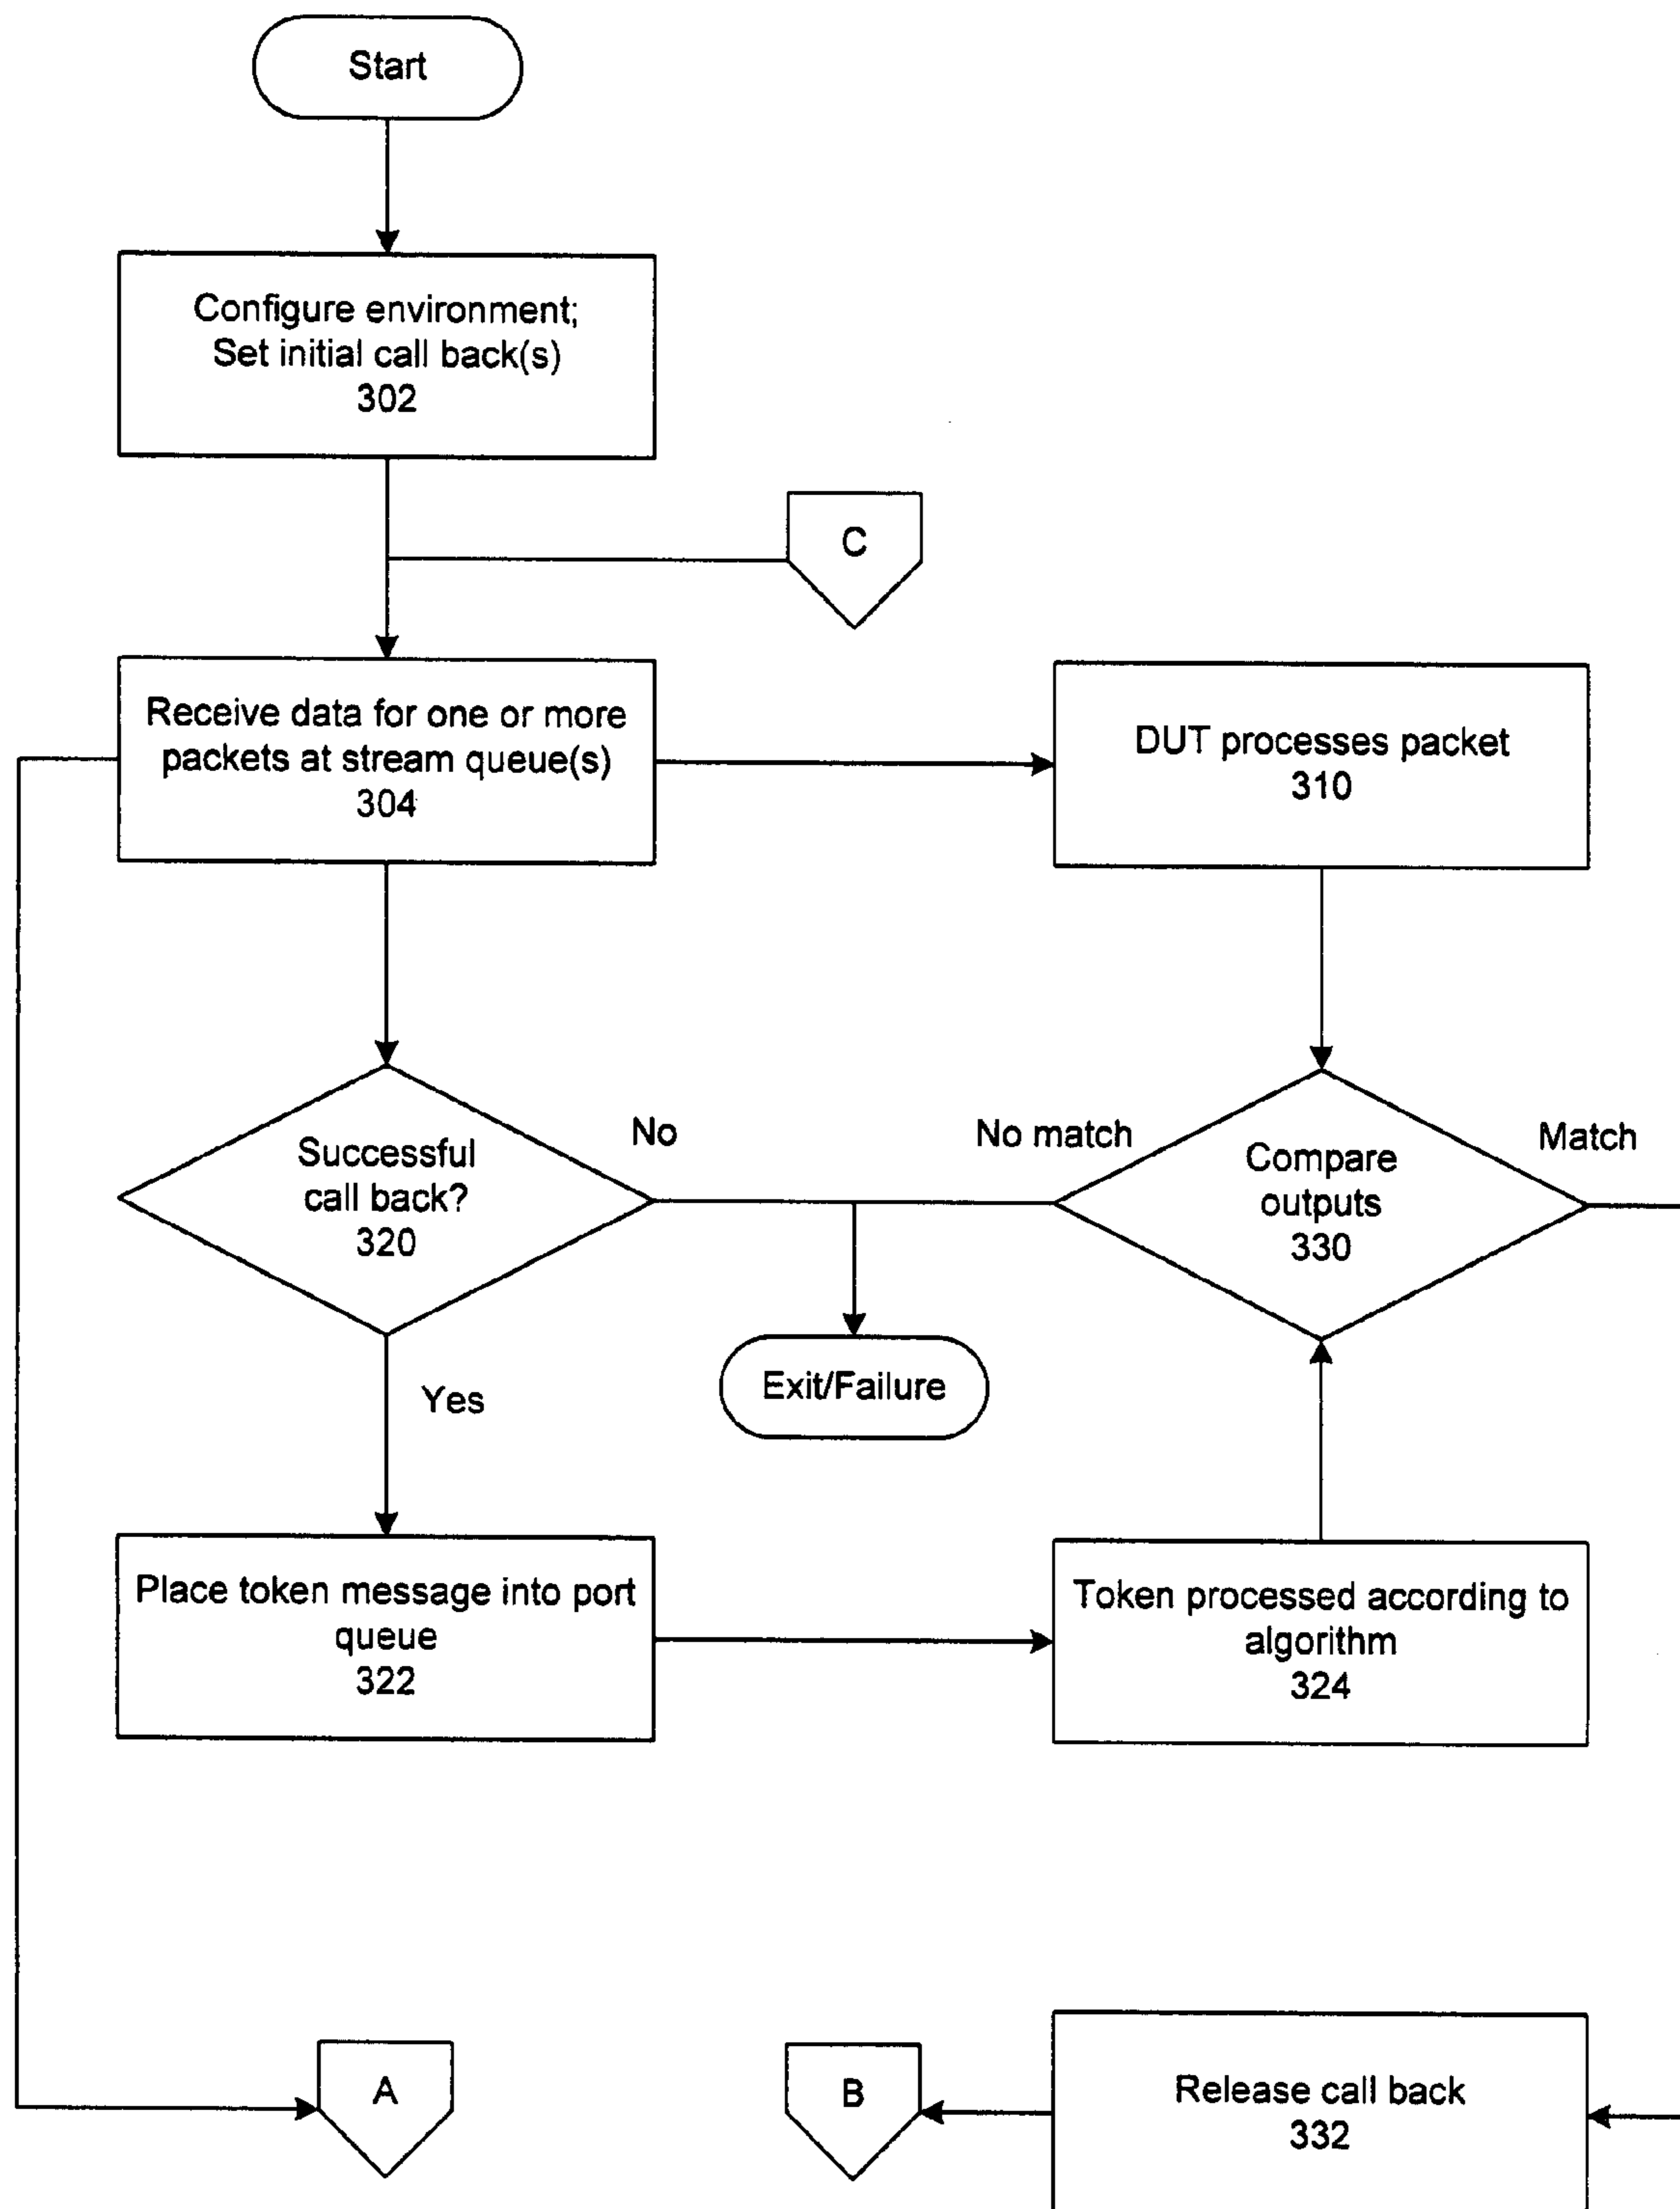 Start
Configure environment;
Set initial call back(s)
302
C
Receive data for one or more
packets at stream queue(s)
304
DUT processes packet
310
Successful
call back?
320
No
No match
Compare
outputs
330
Match
Yes
Exit/Failure
Place token message into port
queue
322
Token processed according to
algorithm
324
A
B
Release call back
332